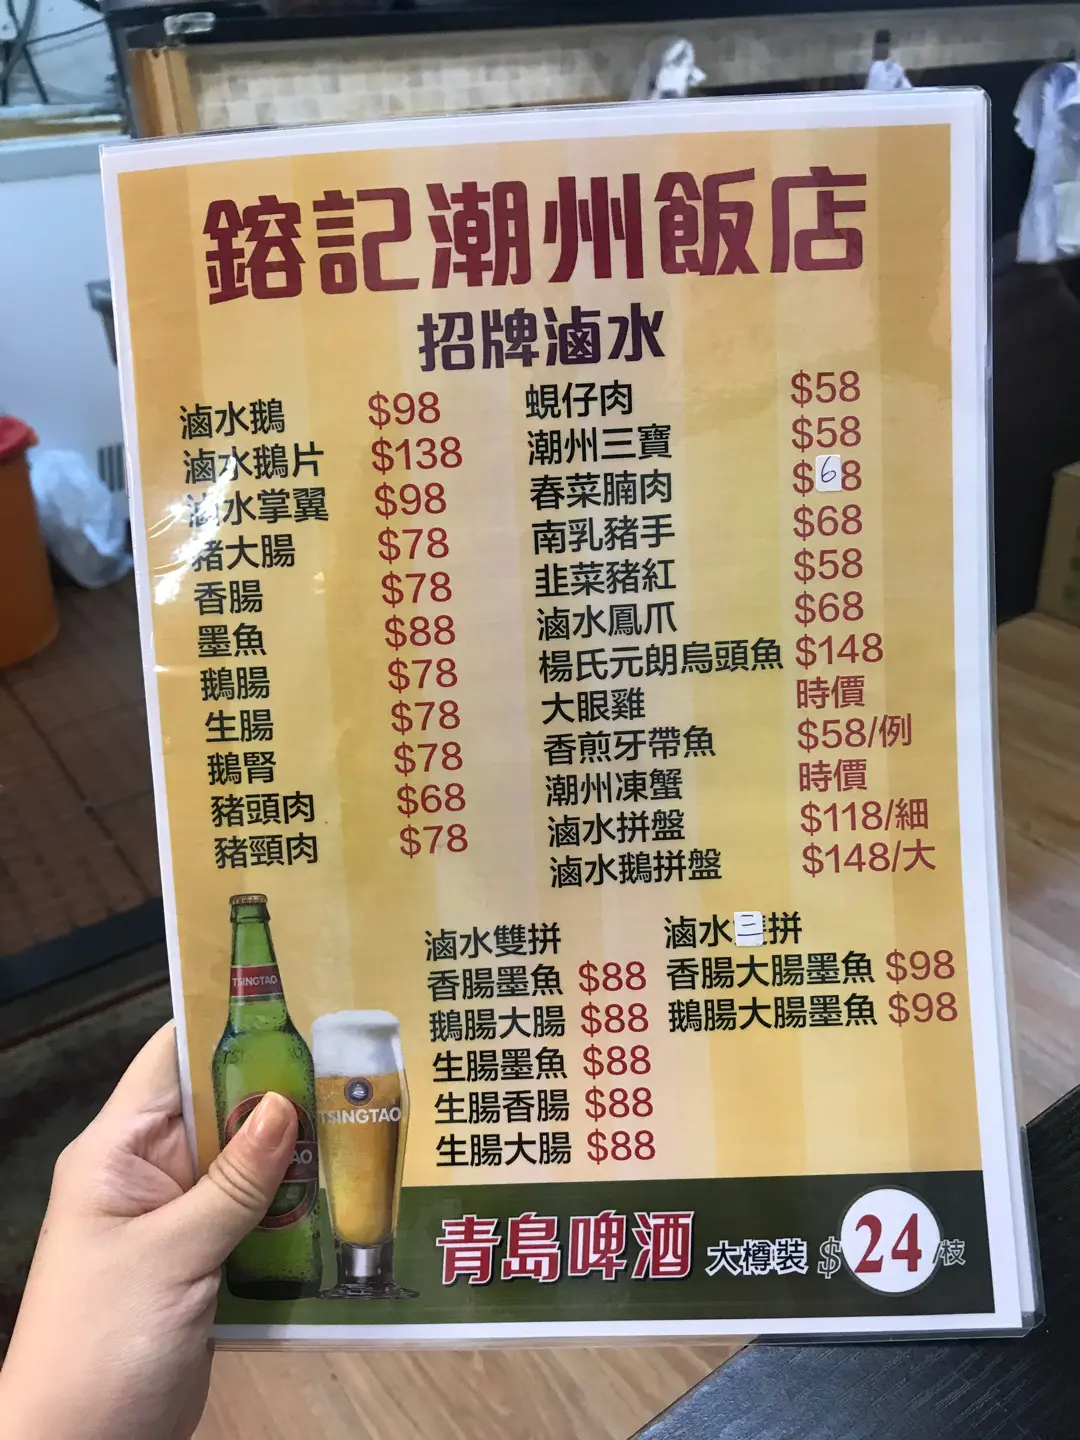 鎔記潮州飯店
招牌滷水
滷水鵝 $98
滷水鵝片 $138
滷水掌翼 $98
豬大腸 $78
香腸 $78
墨魚 $88
鵝腸 $78
生腸 $78
鵝腎 $78
豬頭肉 $68
豬頸肉 $78
蜆仔肉 $58
潮州三寶 $58
春菜腩肉 $68
南乳豬手 $68
韭菜豬紅 $58
滷水鳳爪 $68
楊氏元朗烏頭魚 $148
大眼雞 時價
香煎牙帶魚 $58/例
潮州凍蟹 時價
滷水拼盤 $118/細
滷水鵝拼盤 $148/大
滷水雙拼
香腸墨魚 $88
鵝腸大腸 $88
生腸墨魚 $88
生腸香腸 $88
生腸大腸 $88
滷水三拼
香腸大腸墨魚 $98
鵝腸大腸墨魚 $98
TSINGTAO
TSINGTAO
青島啤酒 大樽裝 $24/枝